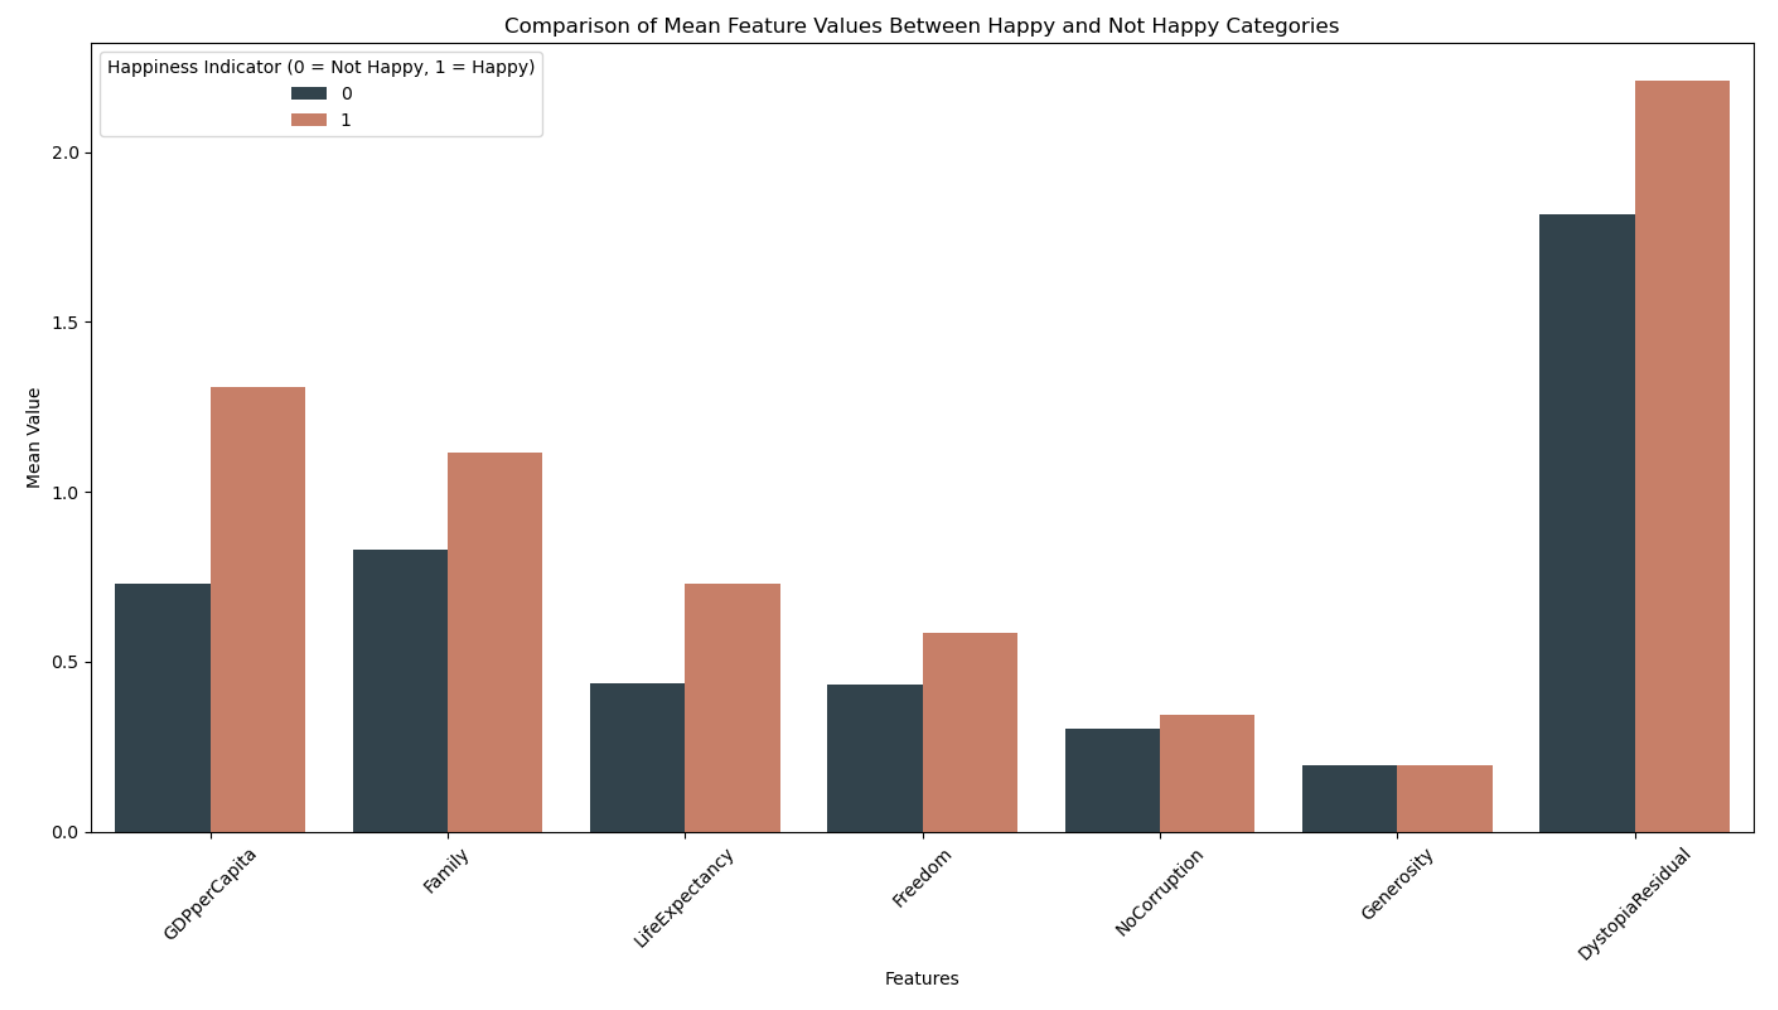 Comparison of Mean Feature Values Between Happy and Not Happy Categories
Happiness Indicator (0 = Not Happy, 1 = Happy)
0
1
Mean Value
2.0
1.5
1.0
0.5
0.0
GDPperCapita
Family
LifeExpectancy
Freedom
NoCorruption
Generosity
DystopiaResidual
Features